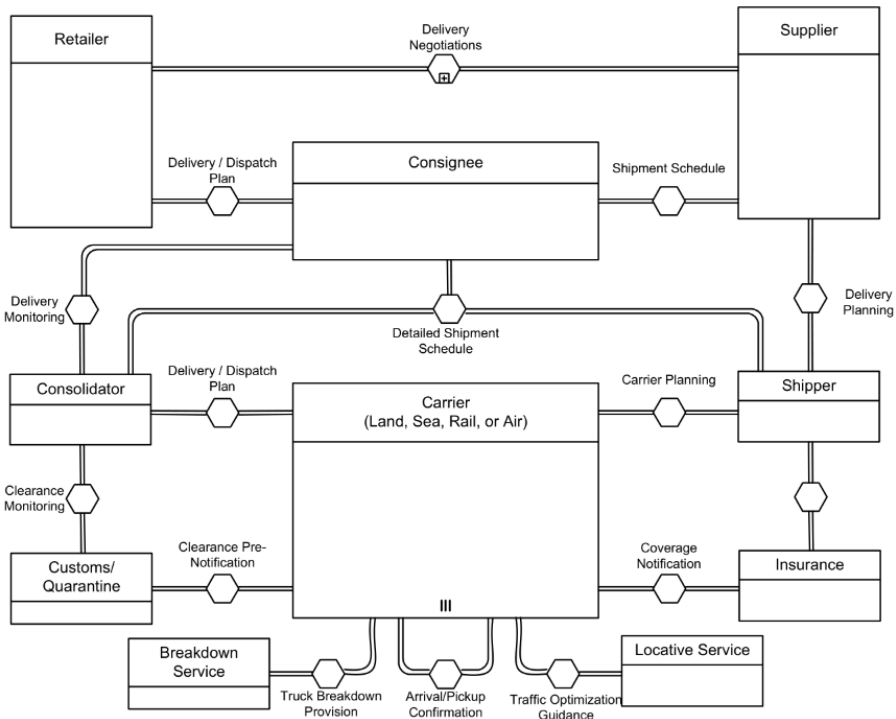 Retailer
Delivery
Negotiations
Supplier
Delivery / Dispatch
Plan
Consignee
Shipment Schedule
Delivery
Monitoring
Detailed Shipment
Schedule
Delivery
Planning
Consolidator
Delivery / Dispatch
Plan
Carrier
(Land, Sea, Rail, or Air)
Carrier Planning
Shipper
Clearance
Monitoring
Customs/
Quarantine
Clearance Pre-
Notification
Coverage
Notification
Insurance
Breakdown
Service
Truck Breakdown
Provision
Arrival/Pickup
Confirmation
Traffic Optimization
Guidance
Locative Service